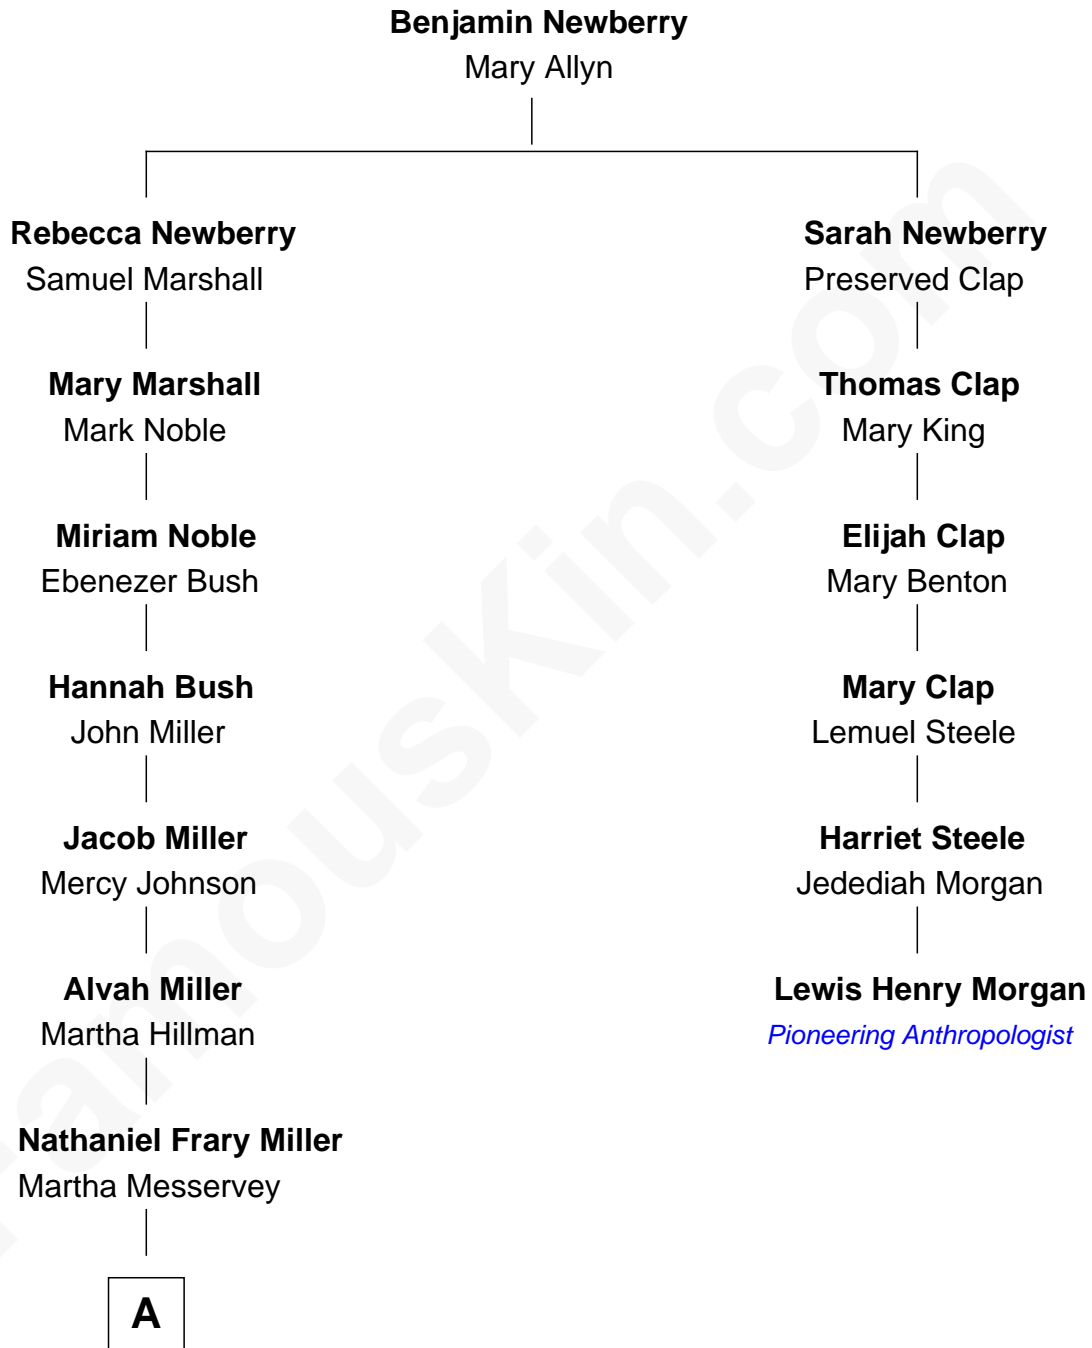 Benjamin Newberry
Mary Allyn
Rebecca Newberry
Samuel Marshall
Sarah Newberry
Preserved Clap
Mary Marshall
Mark Noble
Thomas Clap
Mary King
Miriam Noble
Ebenezer Bush
Elijah Clap
Mary Benton
Hannah Bush
John Miller
Mary Clap
Lemuel Steele
Jacob Miller
Mercy Johnson
Harriet Steele
Jedediah Morgan
Alvah Miller
Martha Hillman
Lewis Henry Morgan
Pioneering Anthropologist
Nathaniel Frary Miller
Martha Messervey
A
FamousKin.com